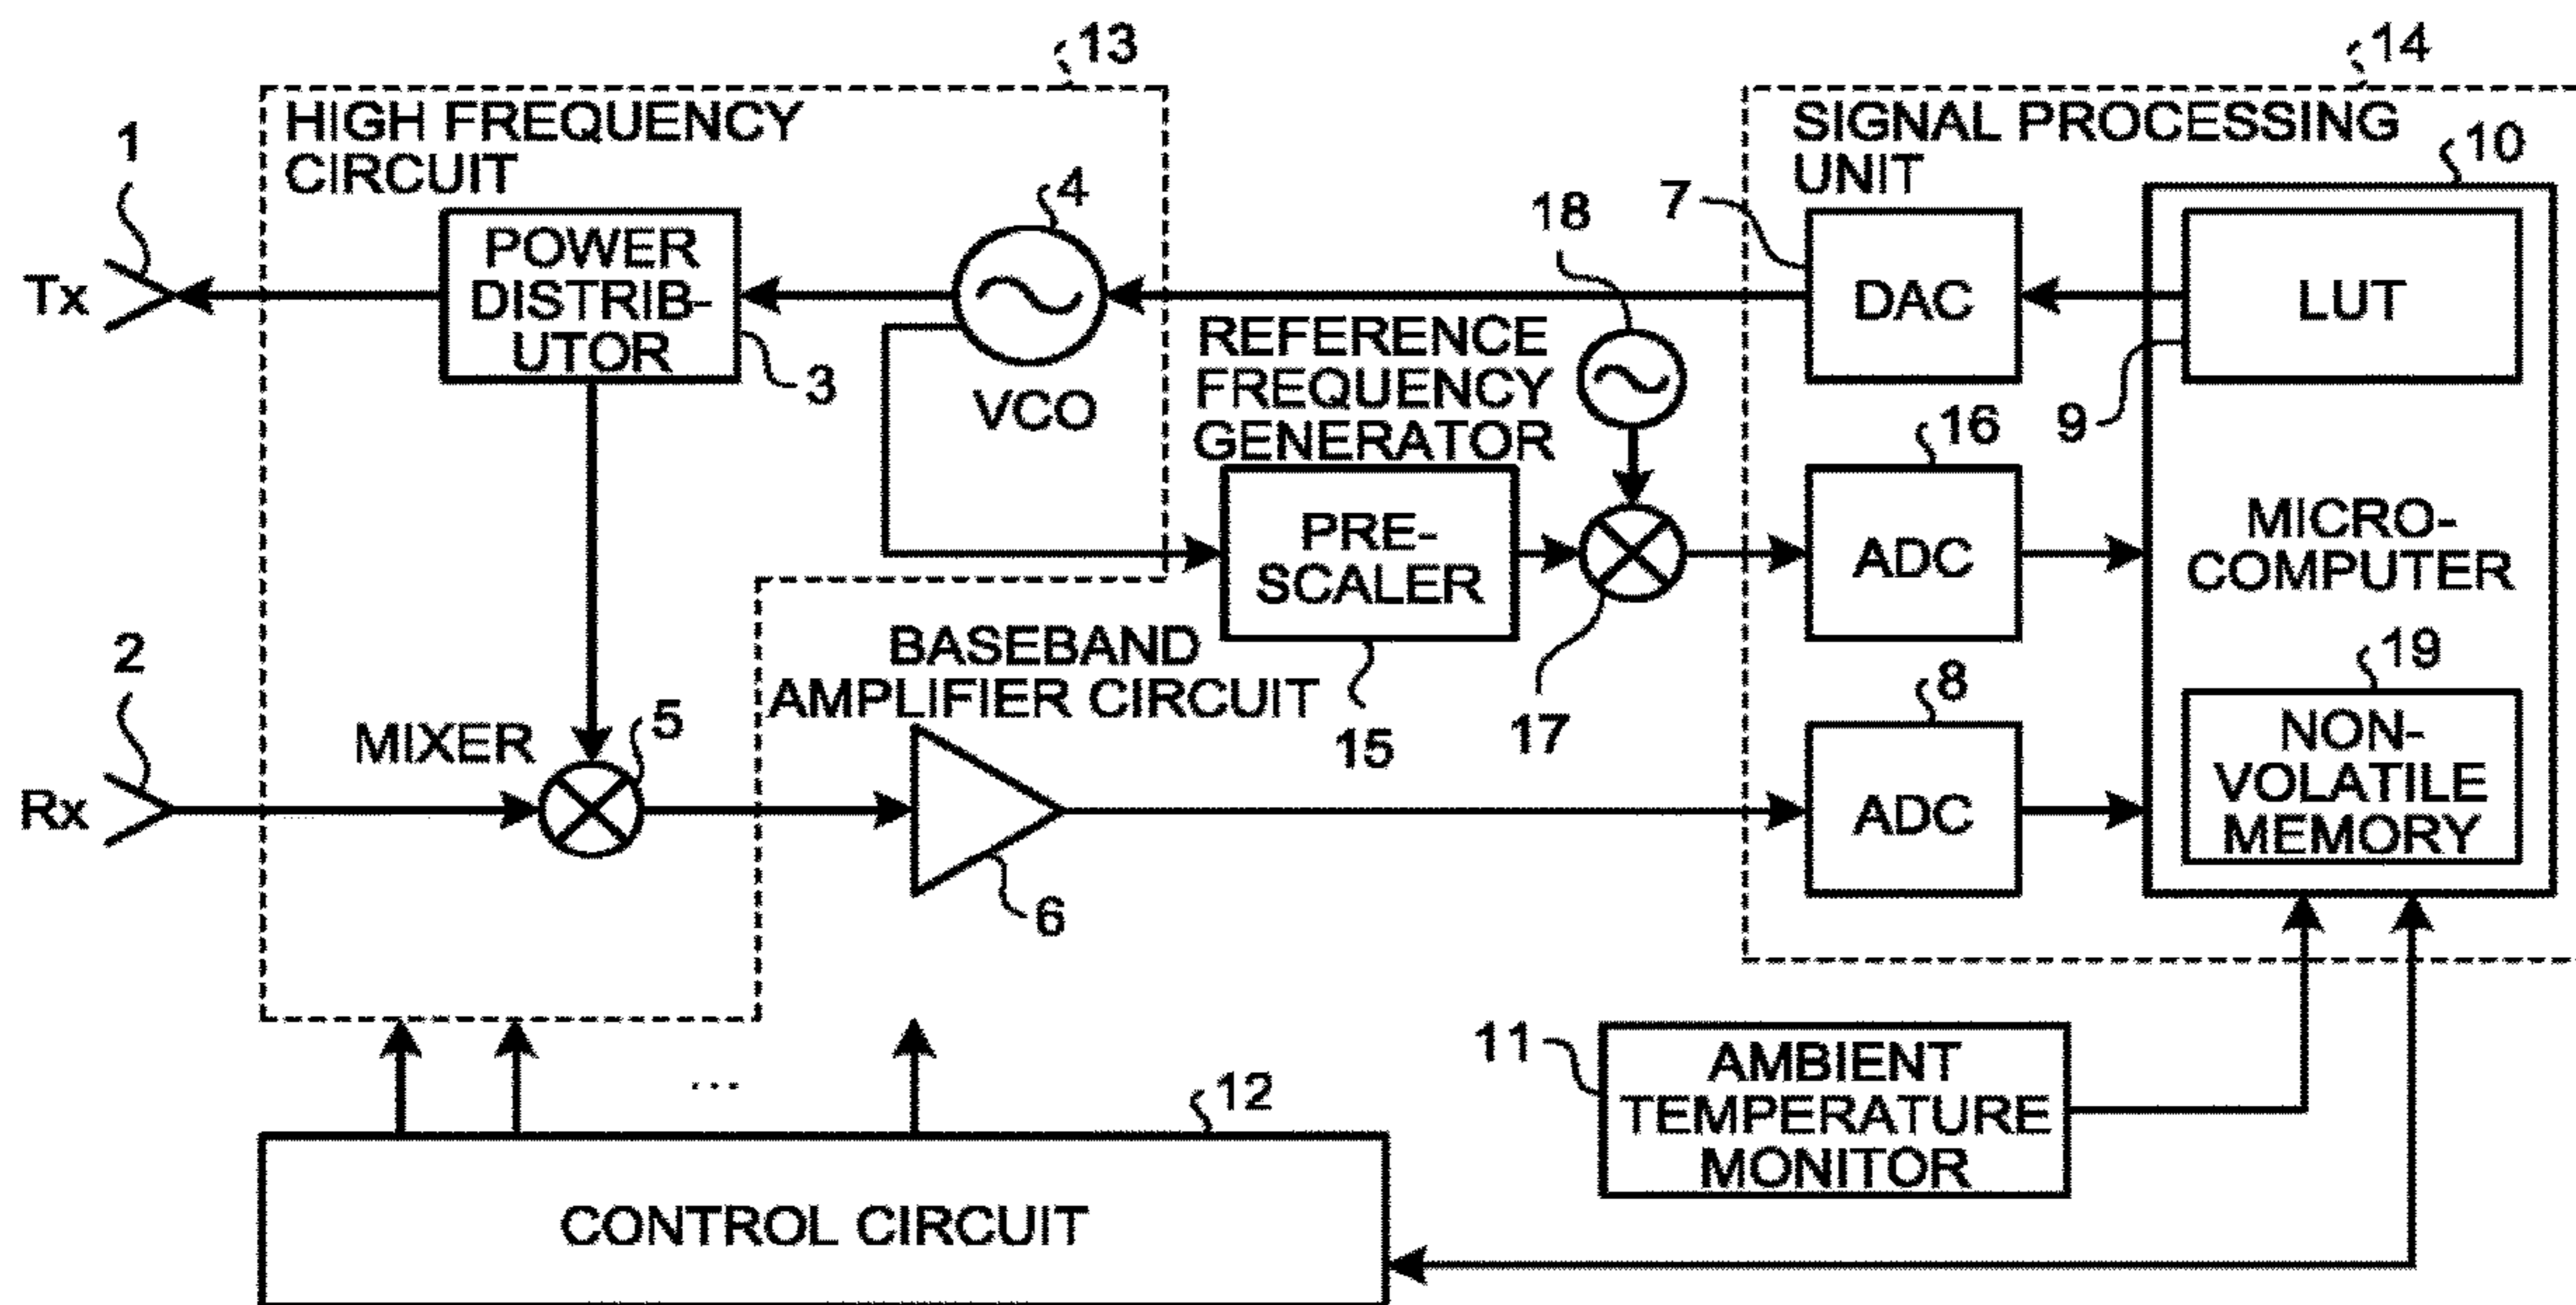 13
14
HIGH FREQUENCY
CIRCUIT
SIGNAL PROCESSING
UNIT
1
4
18
7
10
Tx
POWER
DISTRIB-
UTOR
3
VCO
REFERENCE
FREQUENCY
GENERATOR
DAC
LUT
9
16
PRE-
SCALER
ADC
MICRO-
COMPUTER
2
BASEBAND
AMPLIFIER CIRCUIT
15
17
8
19
MIXER
5
Rx
6
ADC
NON-
VOLATILE
MEMORY
...
12
11
AMBIENT
TEMPERATURE
MONITOR
CONTROL CIRCUIT